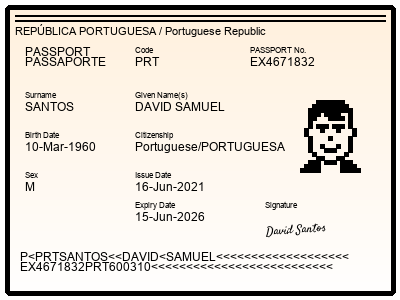 REPÚBLICA PORTUGUESA / Portuguese Republic
PASSPORT Code PASSPORT No.
PASSAPORTE PRT EX4671832
Surname Given Name(s)
SANTOS DAVID SAMUEL
Birth Date Citizenship
10-Mar-1960 Portuguese/PORTUGUESA
Sex Issue Date
M 16-Jun-2021
Expiry Date Signature
15-Jun-2026
David Santos
P<PRTSANTOS<<DAVID<SAMUEL<<<<<<<<<<<<<<<<<<<
EX4671832PRT600310<<<<<<<<<<<<<<<<<<<<<<<<<<